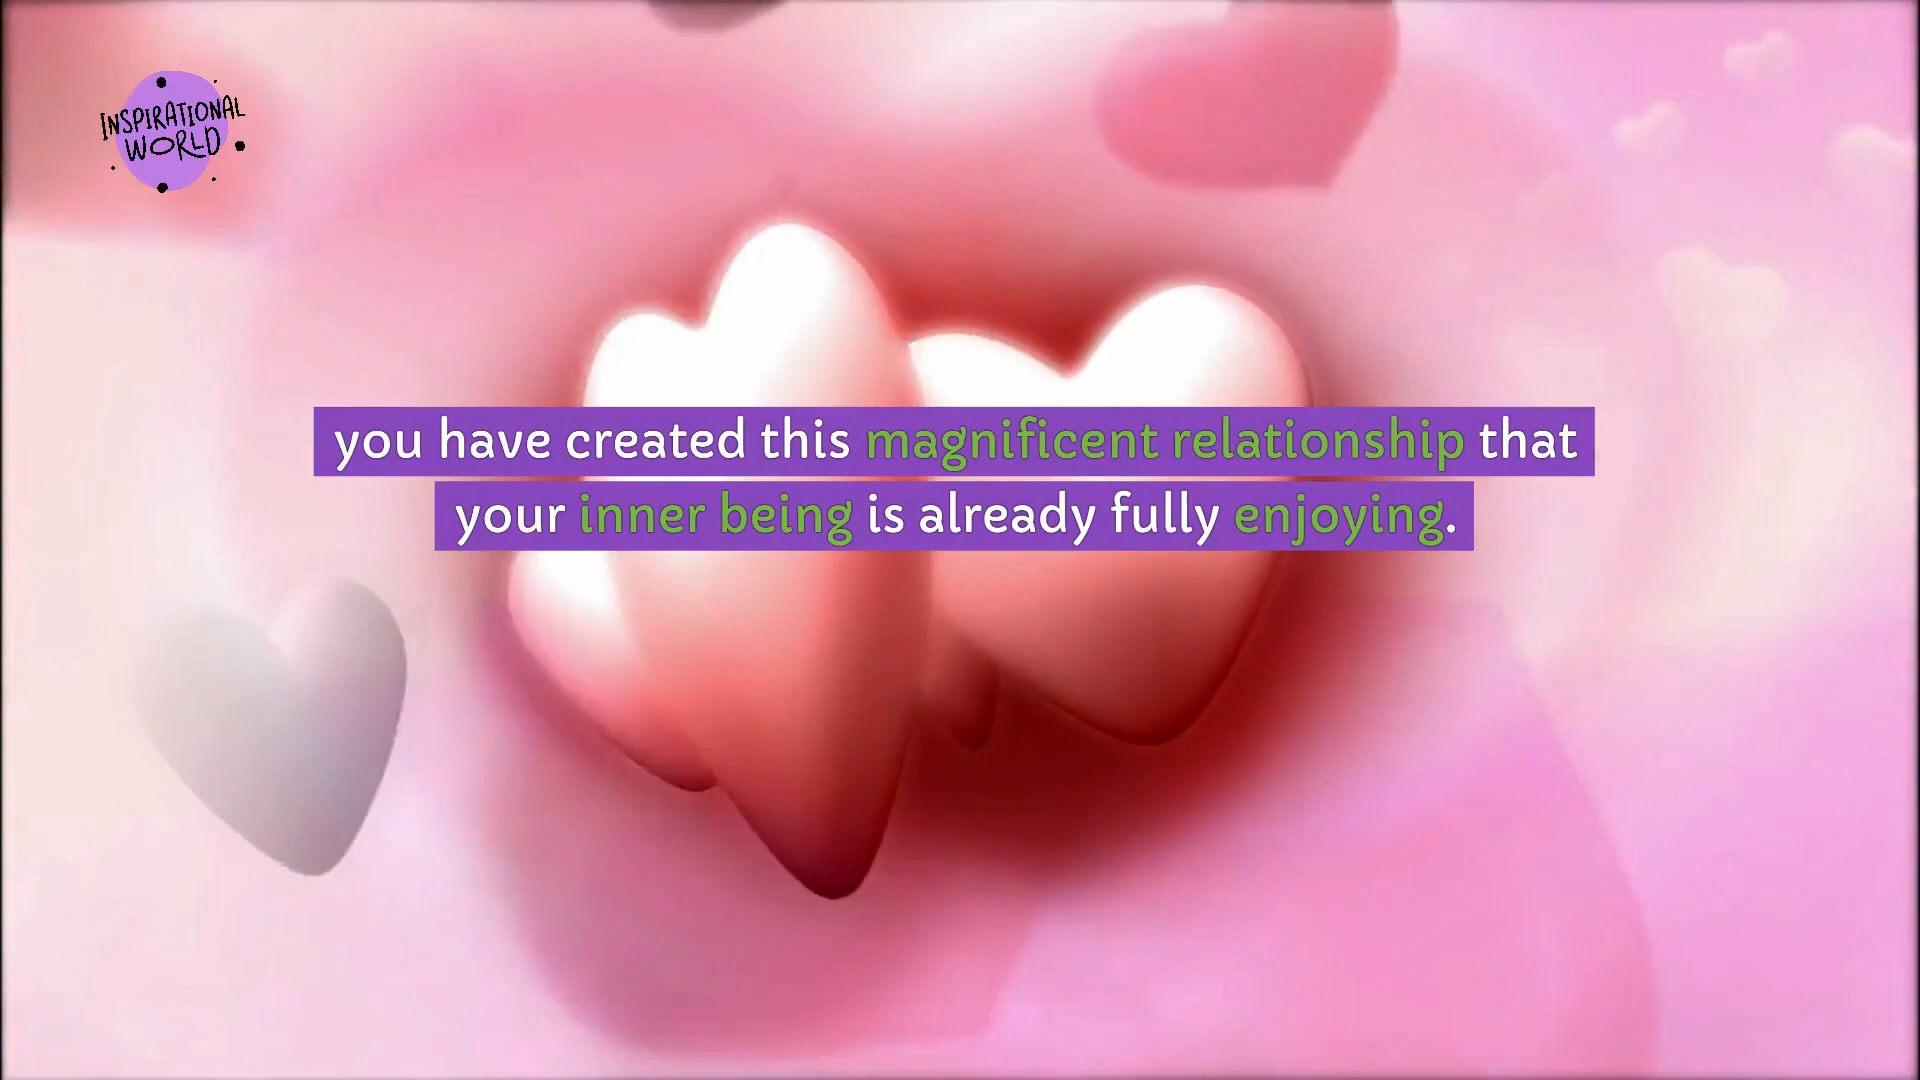 INSPIRATIONAL
WORLD
you have created this magnificent relationship that
your inner being is already fully enjoying.